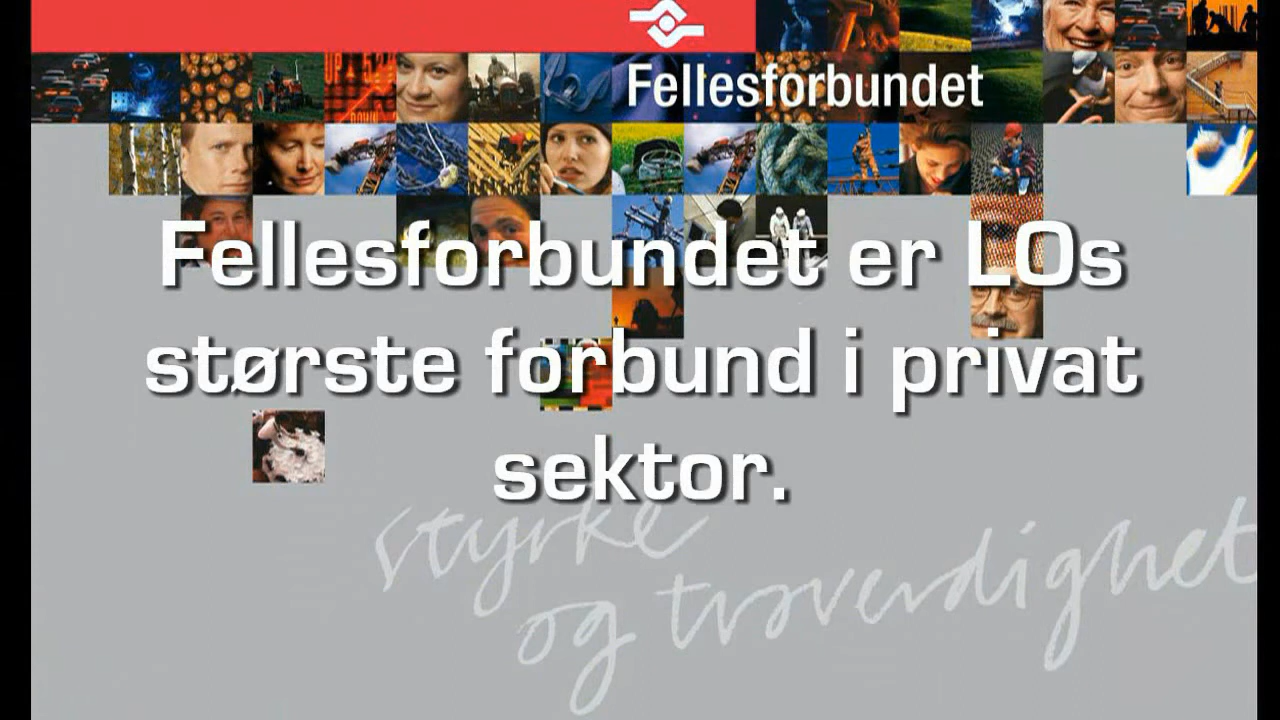 Fellesforbundet
Fellesforbundet er LOs
største forbund i privat
sektor.
styrke
og troverdighet